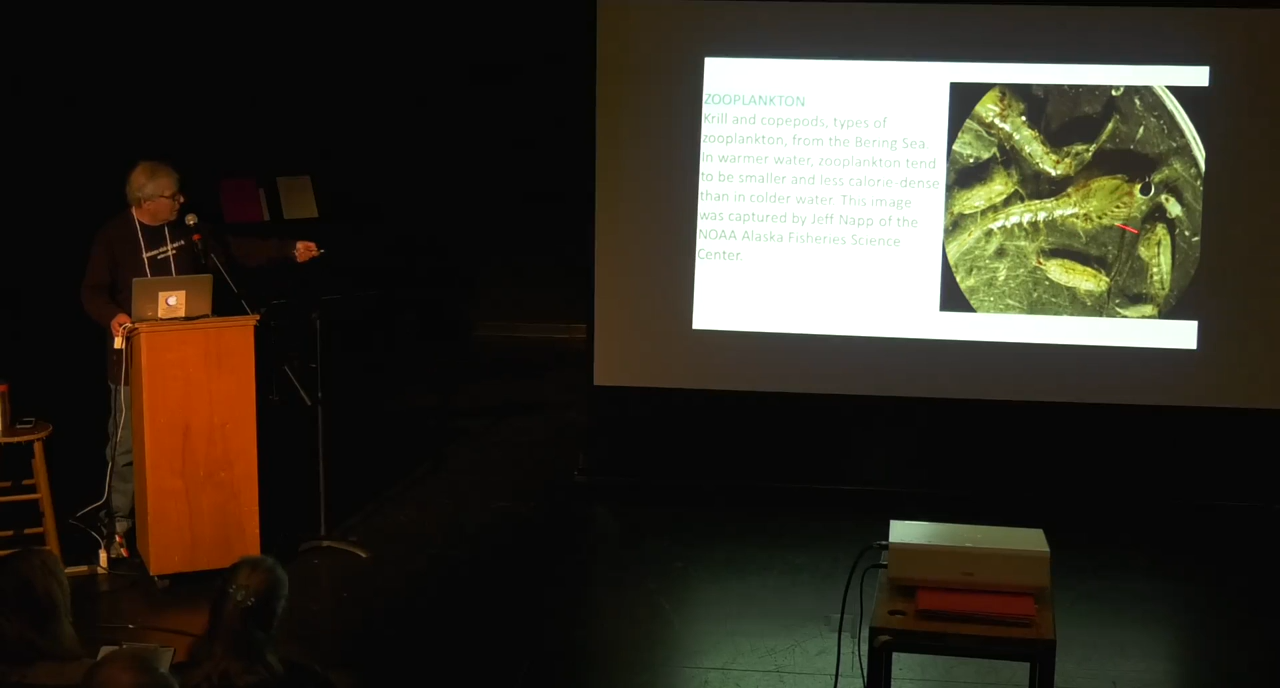 ZOOPLANKTON
Krill and copepods, types of
zooplankton, from the Bering Sea.
In warmer water, zooplankton tend
to be smaller and less calorie-dense
than in colder water. This image
was captured by Jeff Napp of the
NOAA Alaska Fisheries Science
Center.